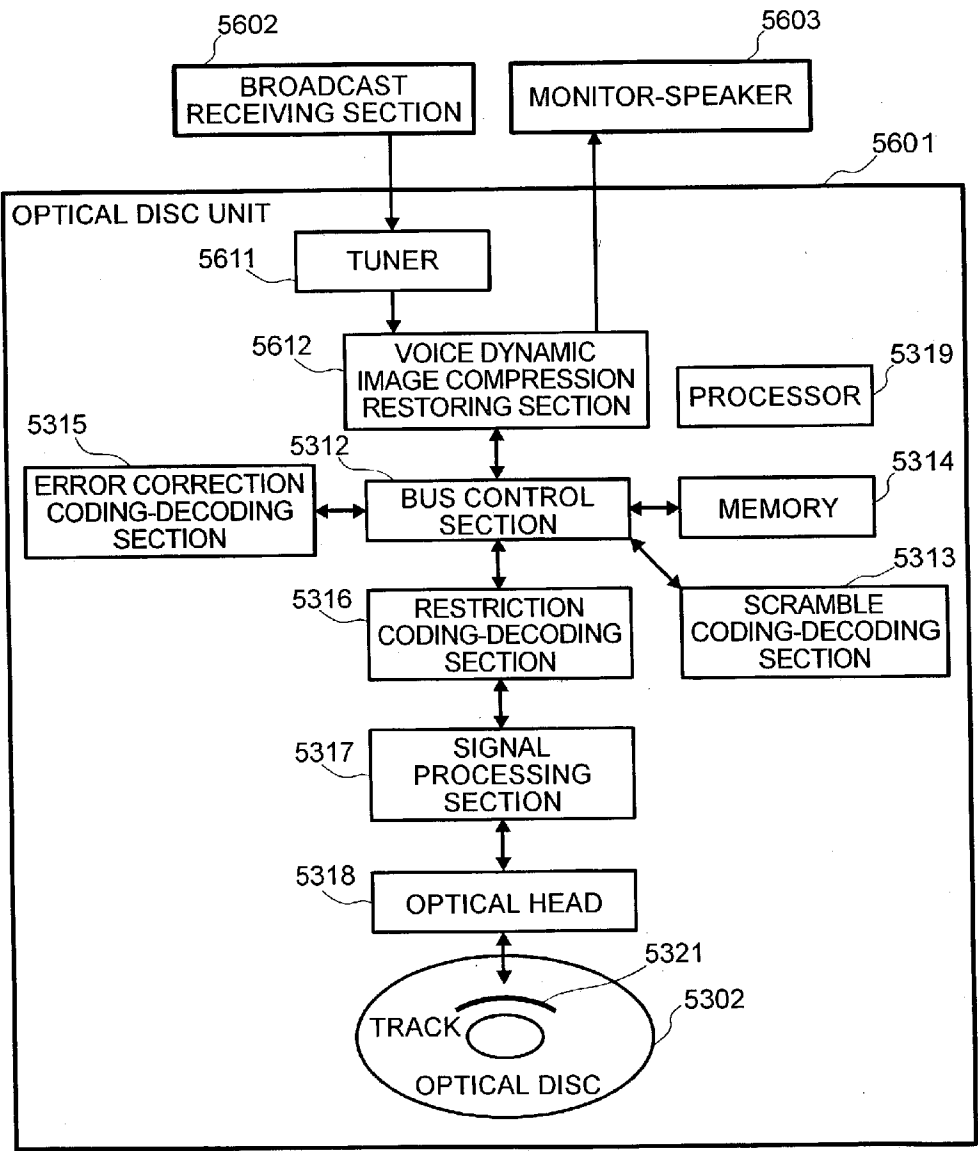 5602
BROADCAST
RECEIVING SECTION
5603
MONITOR-SPEAKER
5601
OPTICAL DISC UNIT
5611
TUNER
5612
VOICE DYNAMIC
IMAGE COMPRESSION
RESTORING SECTION
5319
PROCESSOR
5315
ERROR CORRECTION
CODING-DECODING
SECTION
5312
BUS CONTROL
SECTION
5314
MEMORY
5316
RESTRICTION
CODING-DECODING
SECTION
5313
SCRAMBLE
CODING-DECODING
SECTION
5317
SIGNAL
PROCESSING
SECTION
5318
OPTICAL HEAD
5321
5302
TRACK
OPTICAL DISC